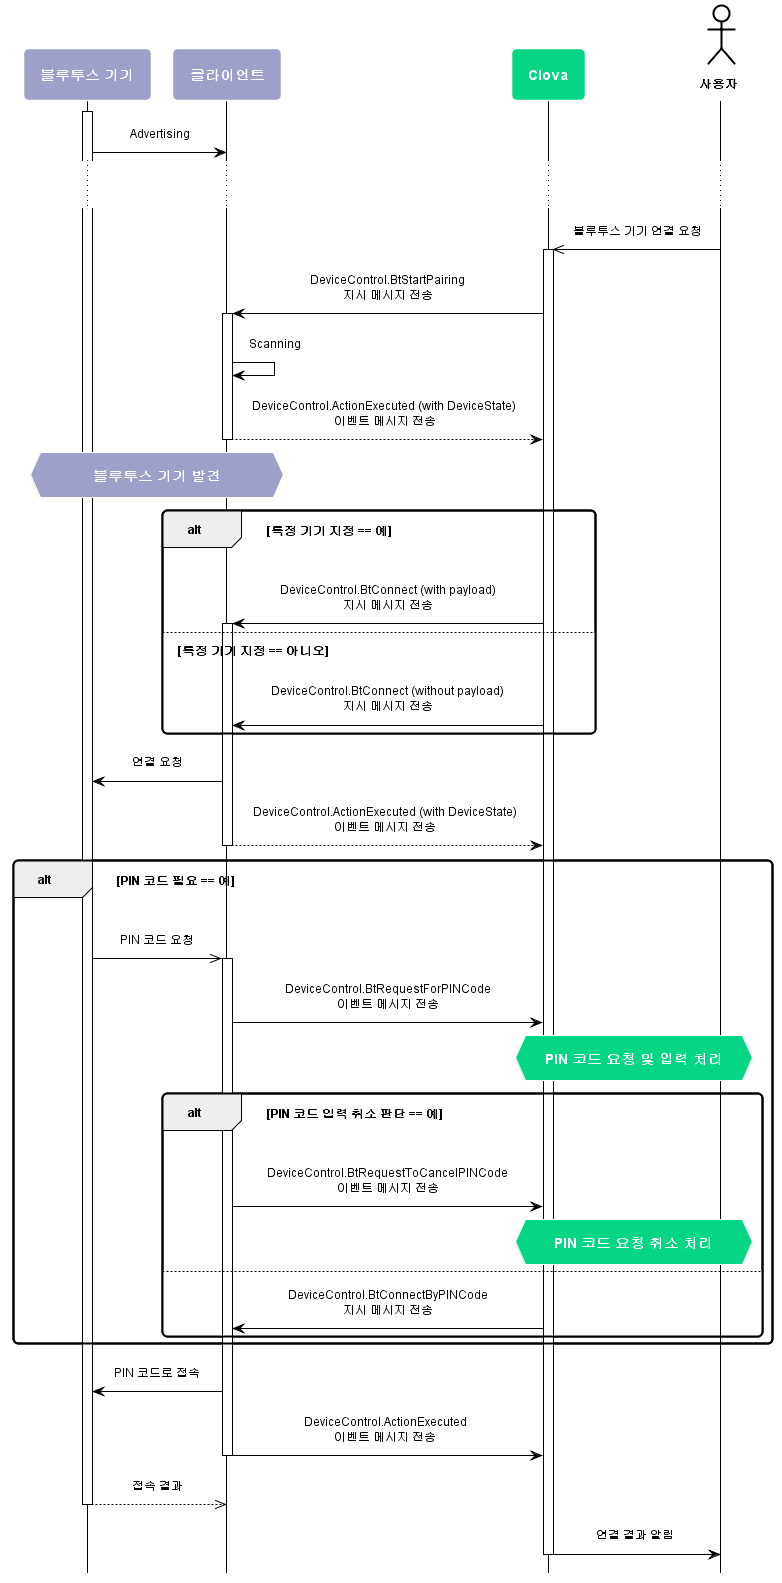 블루투스 기기
클라이언트
Clova
사용자
Advertising
블루투스 기기 연결 요청
DeviceControl.BtStartPairing
지시 메시지 전송
Scanning
DeviceControl.ActionExecuted (with DeviceState)
이벤트 메시지 전송
블루투스 기기 발견
alt
[특정 기기 지정 == 예]
DeviceControl.BtConnect (with payload)
지시 메시지 전송
[특정 기기 지정 == 아니오]
DeviceControl.BtConnect (without payload)
지시 메시지 전송
연결 요청
DeviceControl.ActionExecuted (with DeviceState)
이벤트 메시지 전송
alt
[PIN 코드 필요 == 예]
PIN 코드 요청
DeviceControl.BtRequestForPINCode
이벤트 메시지 전송
PIN 코드 요청 및 입력 처리
alt
[PIN 코드 입력 취소 판단 == 예]
DeviceControl.BtRequestToCancelPINCode
이벤트 메시지 전송
PIN 코드 요청 취소 처리
DeviceControl.BtConnectByPINCode
지시 메시지 전송
PIN 코드로 접속
DeviceControl.ActionExecuted
이벤트 메시지 전송
접속 결과
연결 결과 알림